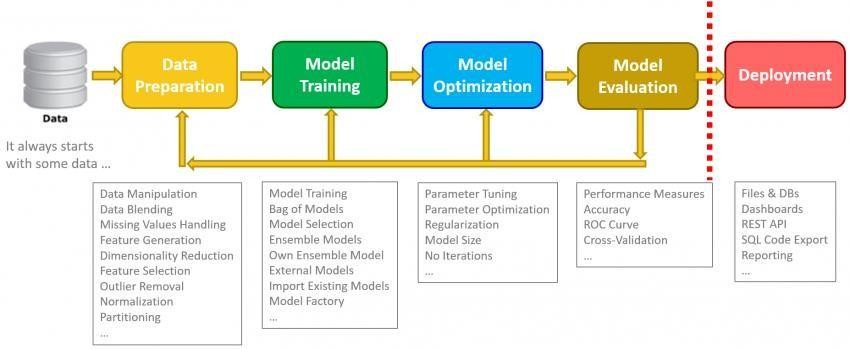 Data
Preparation
Model
Training
Model
Optimization
Model
Evaluation
Deployment
Data
It always starts
with some data ...
Data Manipulation
Data Blending
Missing Values Handling
Feature Generation
Dimensionality Reduction
Feature Selection
Outlier Removal
Normalization
Partitioning
...
Model Training
Bag of Models
Model Selection
Ensemble Models
Own Ensemble Model
External Models
Import Existing Models
Model Factory
...
Parameter Tuning
Parameter Optimization
Regularization
Model Size
No Iterations
...
Performance Measures
Accuracy
ROC Curve
Cross-Validation
...
Files & DBs
Dashboards
REST API
SQL Code Export
Reporting
...